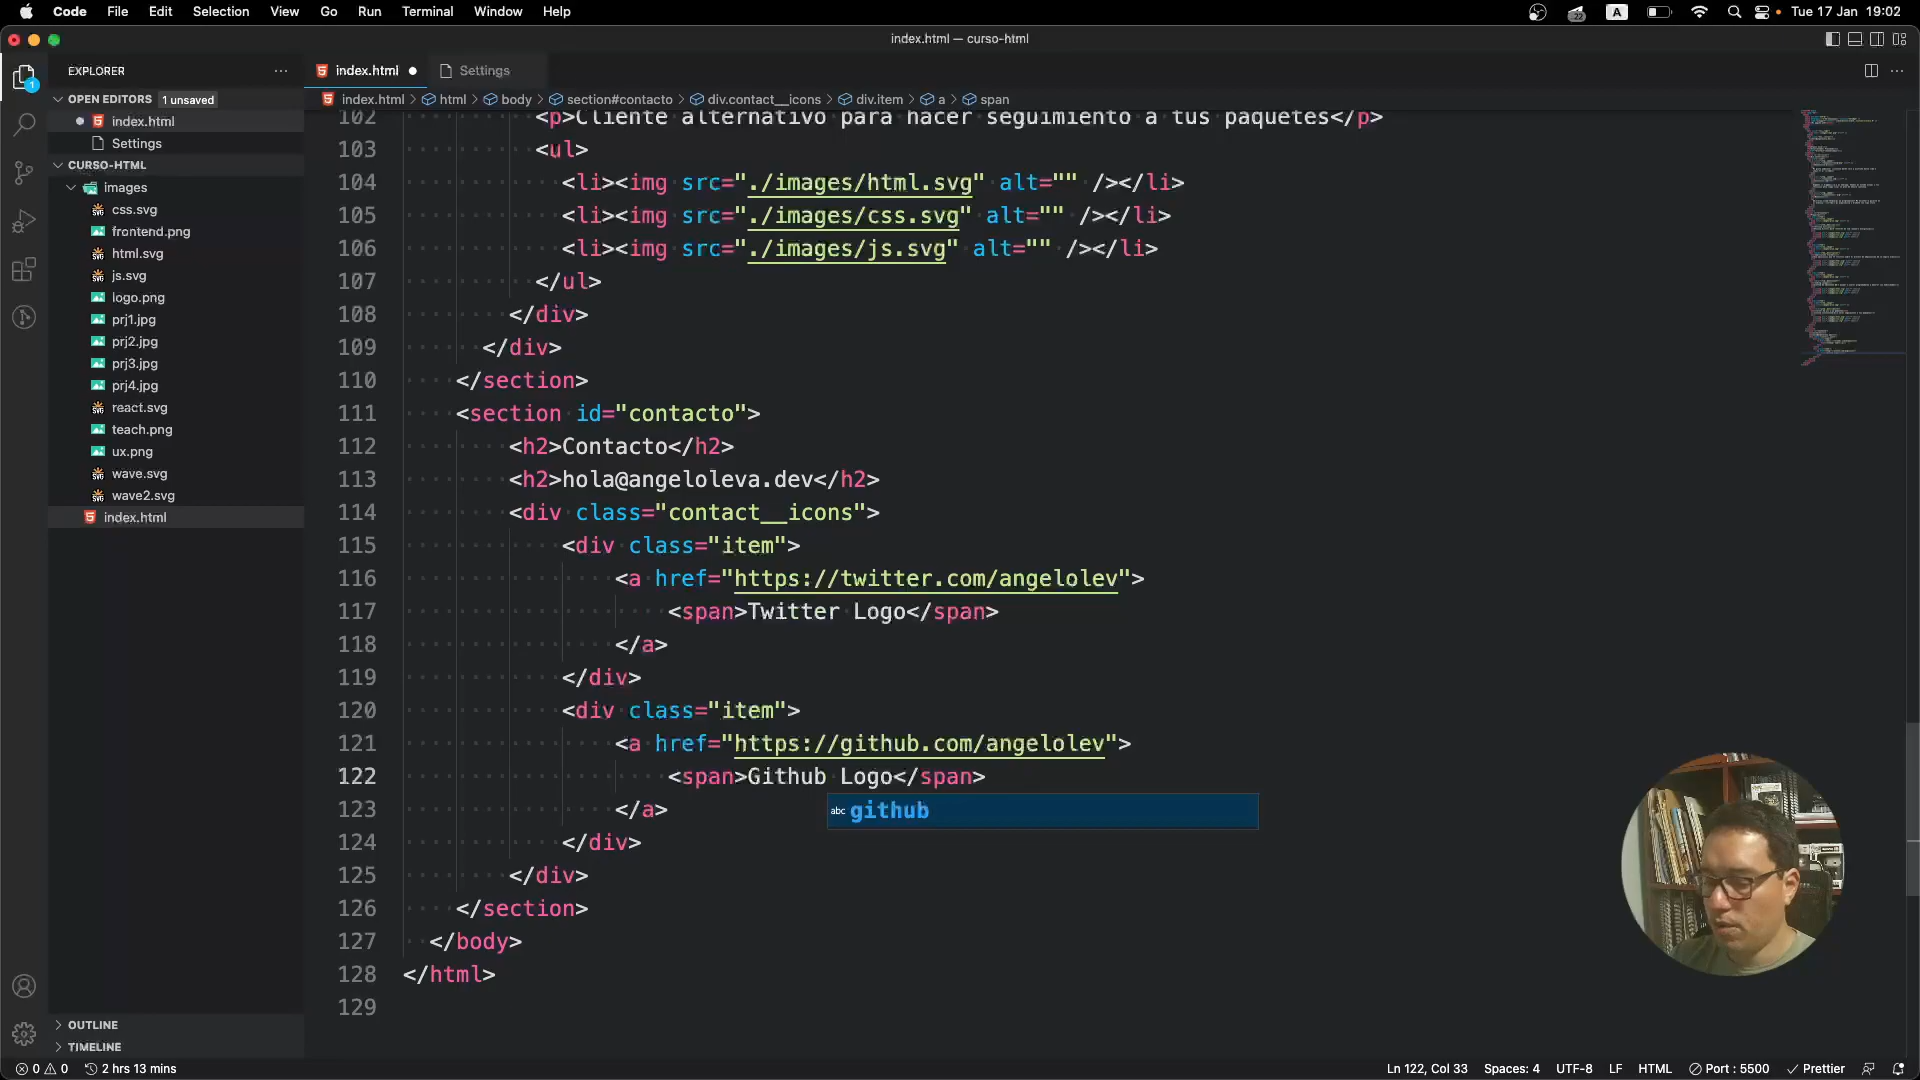 Code File Edit Selection View Go Run Terminal Window Help
A
Tue 17 Jan 19:02
index.html — curso-html
EXPLORER
index.html
Settings
OPEN EDITORS 1 unsaved
index.html
Settings
CURSO-HTML
images
css.svg
frontend.png
html.svg
js.svg
logo.png
prj1.jpg
prj2.jpg
prj3.jpg
prj4.jpg
react.svg
teach.png
ux.png
wave.svg
wave2.svg
index.html
OUTLINE
TIMELINE
index.html > html > body > section#contacto > div.contact__icons > div.item > a > span
102 <p>Cliente alternativo para hacer seguimiento a tus paquetes</p>
103 <ul>
104 <li><img src="./images/html.svg" alt="" /></li>
105 <li><img src="./images/css.svg" alt="" /></li>
106 <li><img src="./images/js.svg" alt="" /></li>
107 </ul>
108 </div>
109 </div>
110 </section>
111 <section id="contacto">
112 <h2>Contacto</h2>
113 <h2>hola@angeloleva.dev</h2>
114 <div class="contact__icons">
115 <div class="item">
116 <a href="https://twitter.com/angelolev">
117 <span>Twitter Logo</span>
118 </a>
119 </div>
120 <div class="item">
121 <a href="https://github.com/angelolev">
122 <span>Github Logo</span>
abc github
123 </a>
124 </div>
125 </div>
126 </section>
127 </body>
128 </html>
129
0 0 2 hrs 13 mins
Ln 122, Col 33 Spaces: 4 UTF-8 LF HTML Port : 5500 Prettier